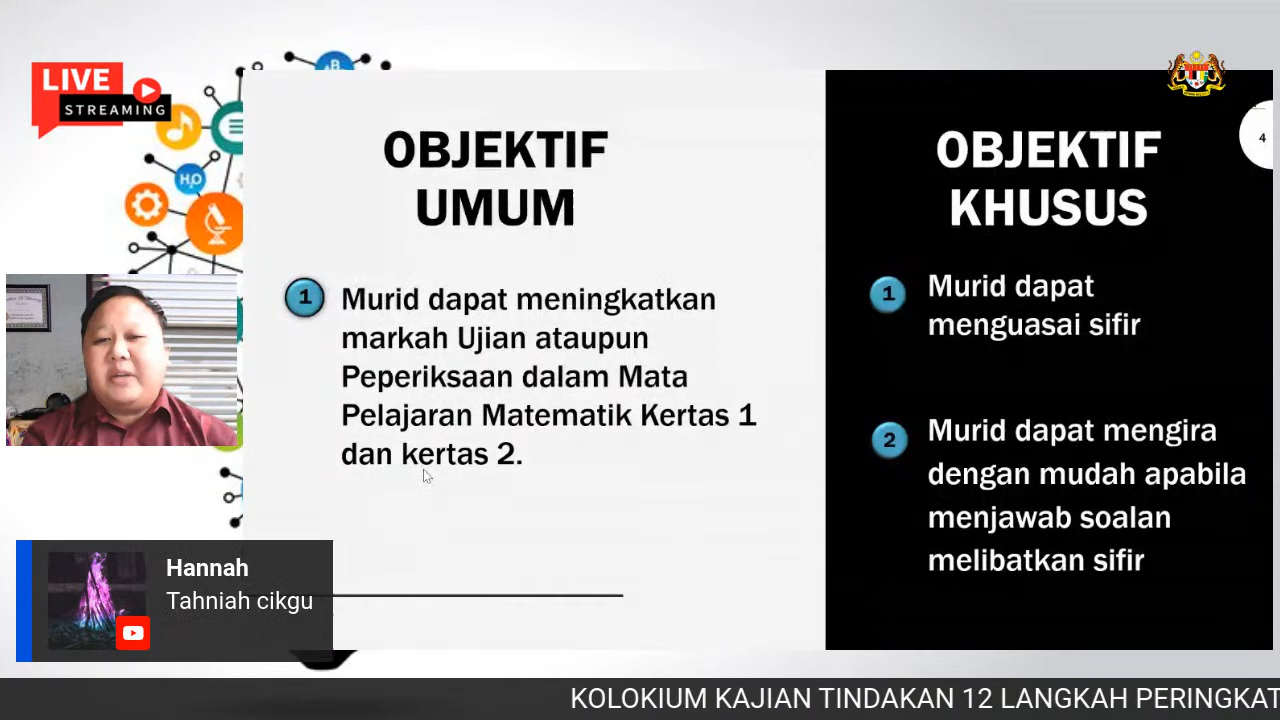 LIVE
STREAMING
B
H₂O
OBJEKTIF
UMUM
1
Murid dapat meningkatkan
markah Ujian ataupun
Peperiksaan dalam Mata
Pelajaran Matematik Kertas 1
dan kertas 2.
OBJEKTIF
KHUSUS
4
1
Murid dapat
menguasai sifir
2
Murid dapat mengira
dengan mudah apabila
menjawab soalan
melibatkan sifir
Hannah
Tahniah cikgu
KOLOKIUM KAJIAN TINDAKAN 12 LANGKAH PERINGKAT